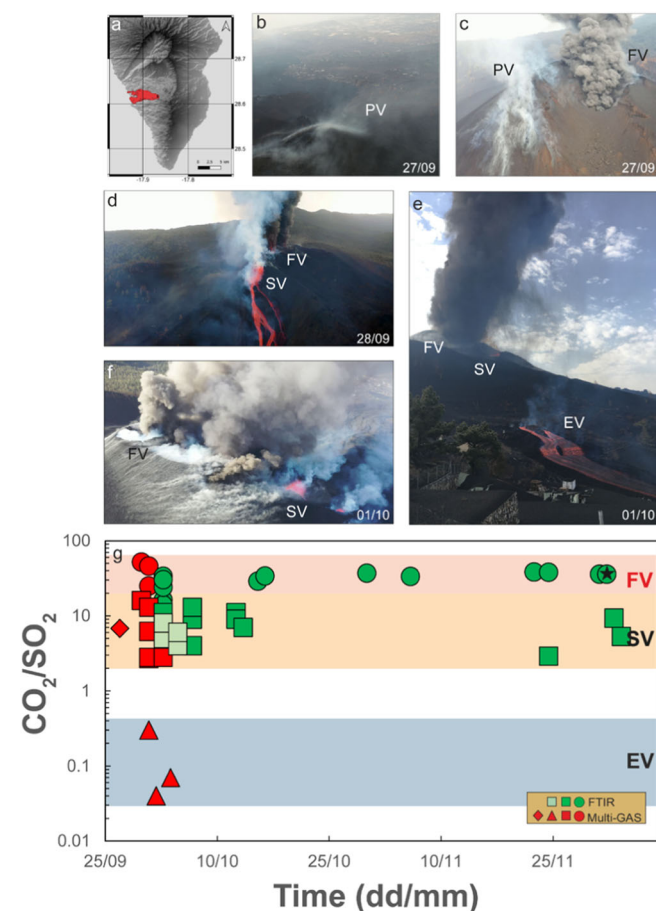 a
A
28.7
28.6
28.5
-17.9
-17.8
b
PV
27/09
c
PV
FV
27/09
d
FV
SV
28/09
e
FV
SV
EV
01/10
f
FV
SV
01/10
g
100
10
1
0.1
0.01
CO2/SO2
FV
SV
EV
FTIR
Multi-GAS
25/09
10/10
25/10
10/11
25/11
Time (dd/mm)